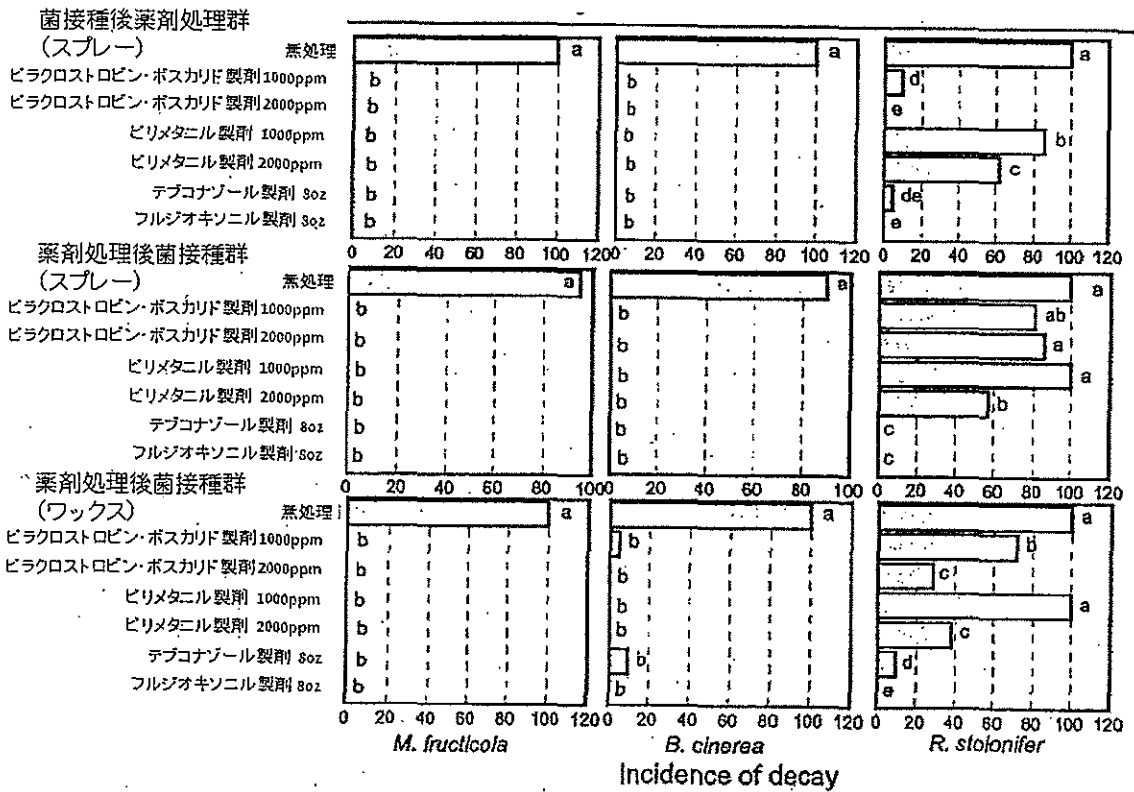 菌接種後薬剤処理群
(スプレー)
無処理 a a a
ピラクロストロビン・ボスカリド製剤1000ppm b b d
ピラクロストロビン・ボスカリド製剤2000ppm b b e
ピリメタニル製剤 1000ppm b b b
ピリメタニル製剤 2000ppm b b c
テブコナゾール製剤 8oz b b de
フルジオキソニル製剤 8oz b b e
0 20 40 60 80 100 120 0 20 40 60 80 100 120 0 20 40 60 80 100 120
薬剤処理後菌接種群
(スプレー)
無処理 a a a
ピラクロストロビン・ボスカリド製剤1000ppm b b ab
ピラクロストロビン・ボスカリド製剤2000ppm b b a
ピリメタニル製剤 1000ppm b b a
ピリメタニル製剤 2000ppm b b b
テブコナゾール製剤 8oz b b c
フルジオキソニル製剤 8oz b b c
0 20 40 60 80 100 0 20 40 60 80 100 0 20 40 60 80 100 120
薬剤処理後菌接種群
(ワックス)
無処理 a a a
ピラクロストロビン・ボスカリド製剤1000ppm b b b
ピラクロストロビン・ボスカリド製剤2000ppm b b c
ピリメタニル製剤 1000ppm b b a
ピリメタニル製剤 2000ppm b b c
テブコナゾール製剤 8oz b b d
フルジオキソニル製剤 8oz b b e
0 20 40 60 80 100 120 0 20 40 60 80 100 120 0 20 40 60 80 100 120
M. fructicola B. cinerea R. stolonifer
Incidence of decay